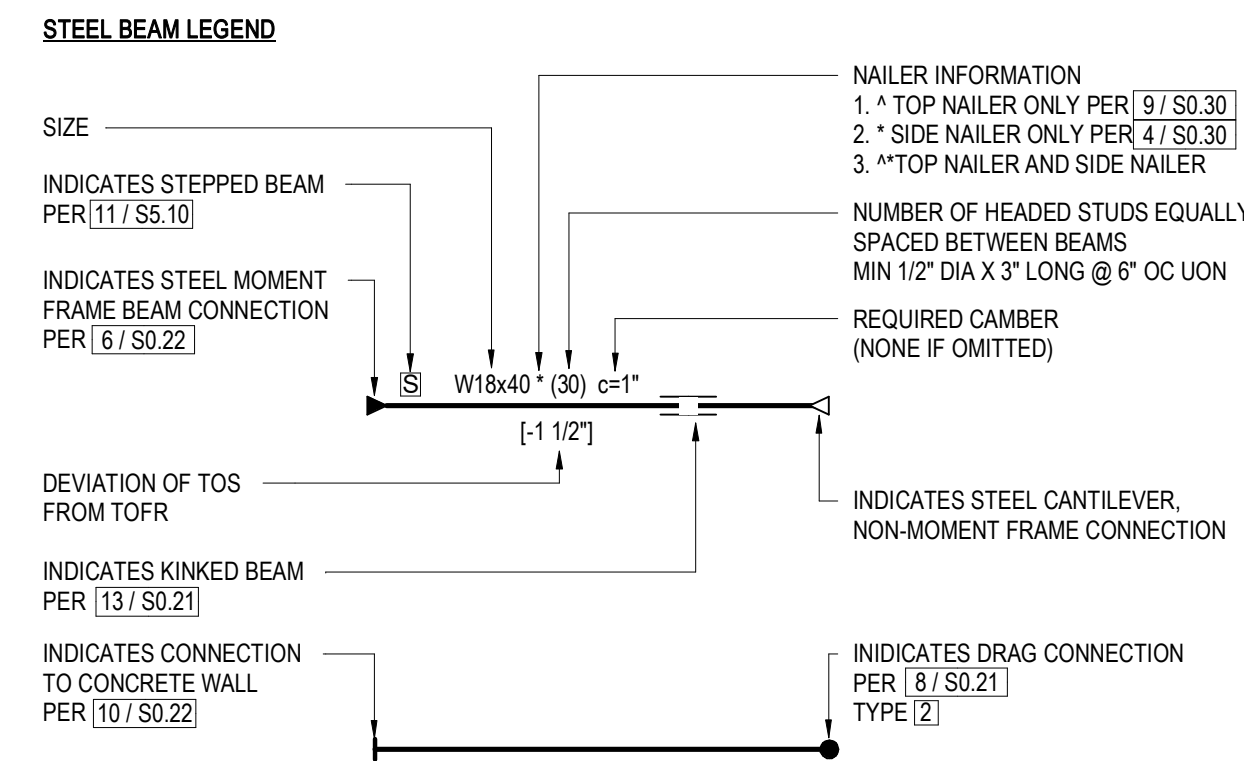 STEEL BEAM LEGEND
SIZE
INDICATES STEPPED BEAM
PER 11 / S5.10
INDICATES STEEL MOMENT
FRAME BEAM CONNECTION
PER 6 / S0.22
NAILER INFORMATION
1. ^ TOP NAILER ONLY PER 9 / S0.30
2. * SIDE NAILER ONLY PER 4 / S0.30
3. ^*TOP NAILER AND SIDE NAILER
NUMBER OF HEADED STUDS EQUALLY
SPACED BETWEEN BEAMS
MIN 1/2" DIA X 3" LONG @ 6" OC UON
REQUIRED CAMBER
(NONE IF OMITTED)
S W18x40 * (30) c=1"
[-1 1/2"]
DEVIATION OF TOS
FROM TOFR
INDICATES STEEL CANTILEVER,
NON-MOMENT FRAME CONNECTION
INDICATES KINKED BEAM
PER 13 / S0.21
INDICATES CONNECTION
TO CONCRETE WALL
PER 10 / S0.22
INIDICATES DRAG CONNECTION
PER 8 / S0.21
TYPE 2